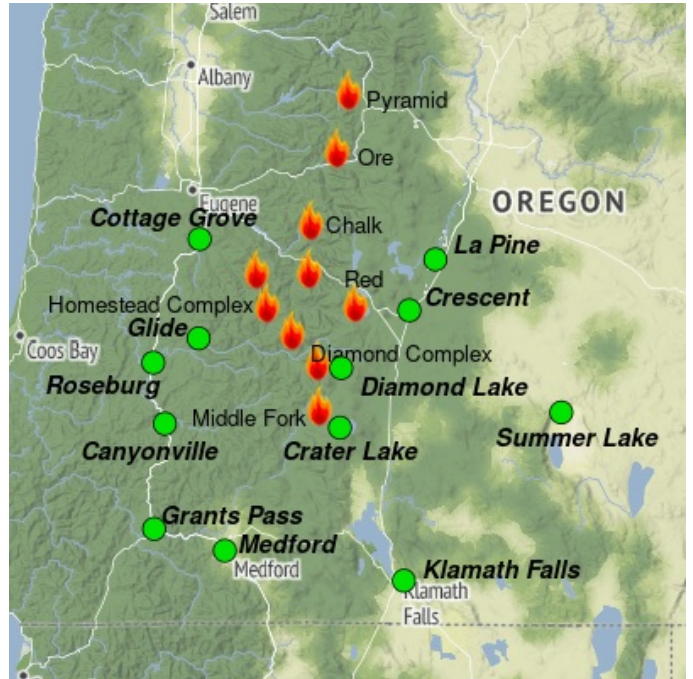 Salem
Albany
Pyramid
Ore
Eugene
OREGON
Cottage Grove
Chalk
La Pine
Red
Homestead Complex
Crescent
Glide
Coos Bay
Diamond Complex
Roseburg
Diamond Lake
Middle Fork
Canyonville
Crater Lake
Summer Lake
Grants Pass
Medford
Medford
Klamath Falls
Klamath
Falls